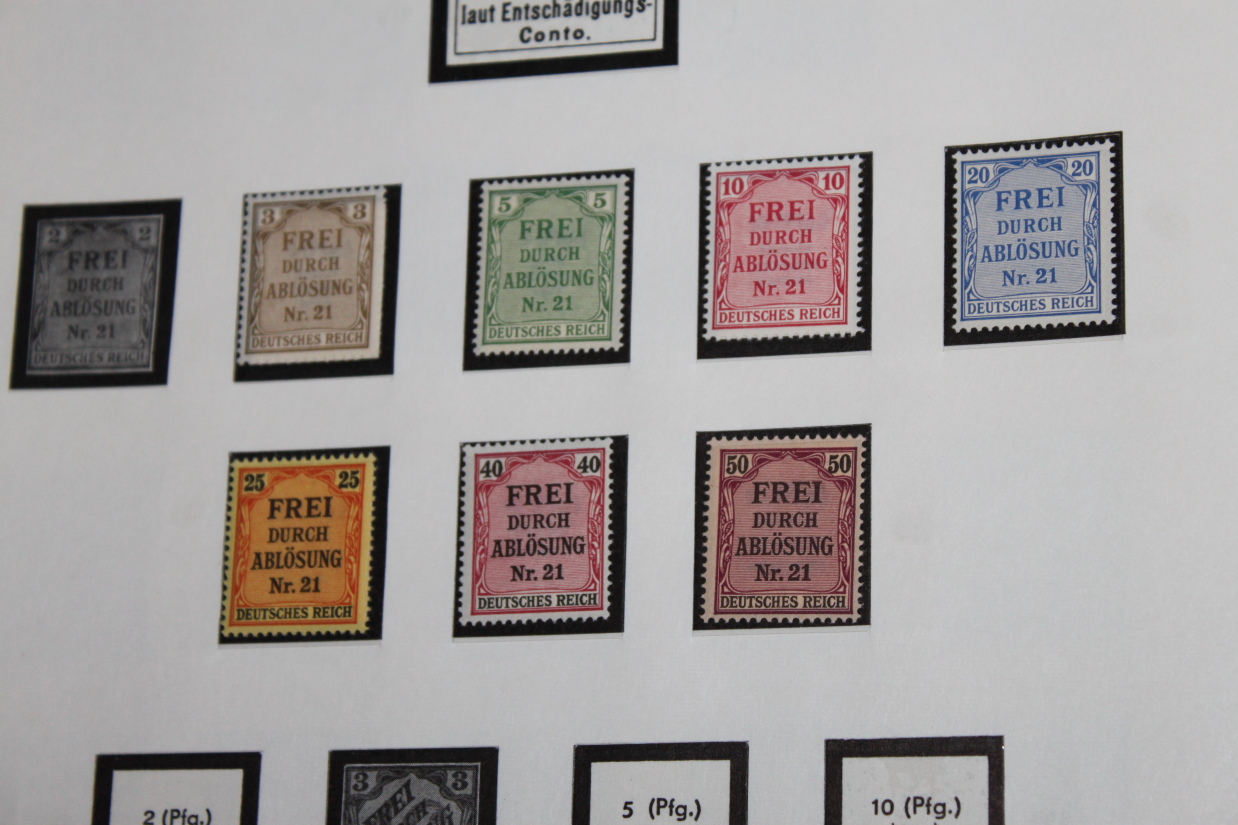 laut Entschädigungs-
Conto.
2 2
FREI
DURCH
ABLÖSUNG
Nr. 21
DEUTSCHES REICH
3 3
FREI
DURCH
ABLÖSUNG
Nr. 21
DEUTSCHES REICH
5 5
FREI
DURCH
ABLÖSUNG
Nr. 21
DEUTSCHES REICH
10 10
FREI
DURCH
ABLÖSUNG
Nr. 21
DEUTSCHES REICH
20 20
FREI
DURCH
ABLÖSUNG
Nr. 21
DEUTSCHES REICH
25 25
FREI
DURCH
ABLÖSUNG
Nr. 21
DEUTSCHES REICH
40 40
FREI
DURCH
ABLÖSUNG
Nr. 21
DEUTSCHES REICH
50 50
FREI
DURCH
ABLÖSUNG
Nr. 21
DEUTSCHES REICH
2 (Pfg.)
3 3
FREI
5 (Pfg.)
10 (Pfg.)